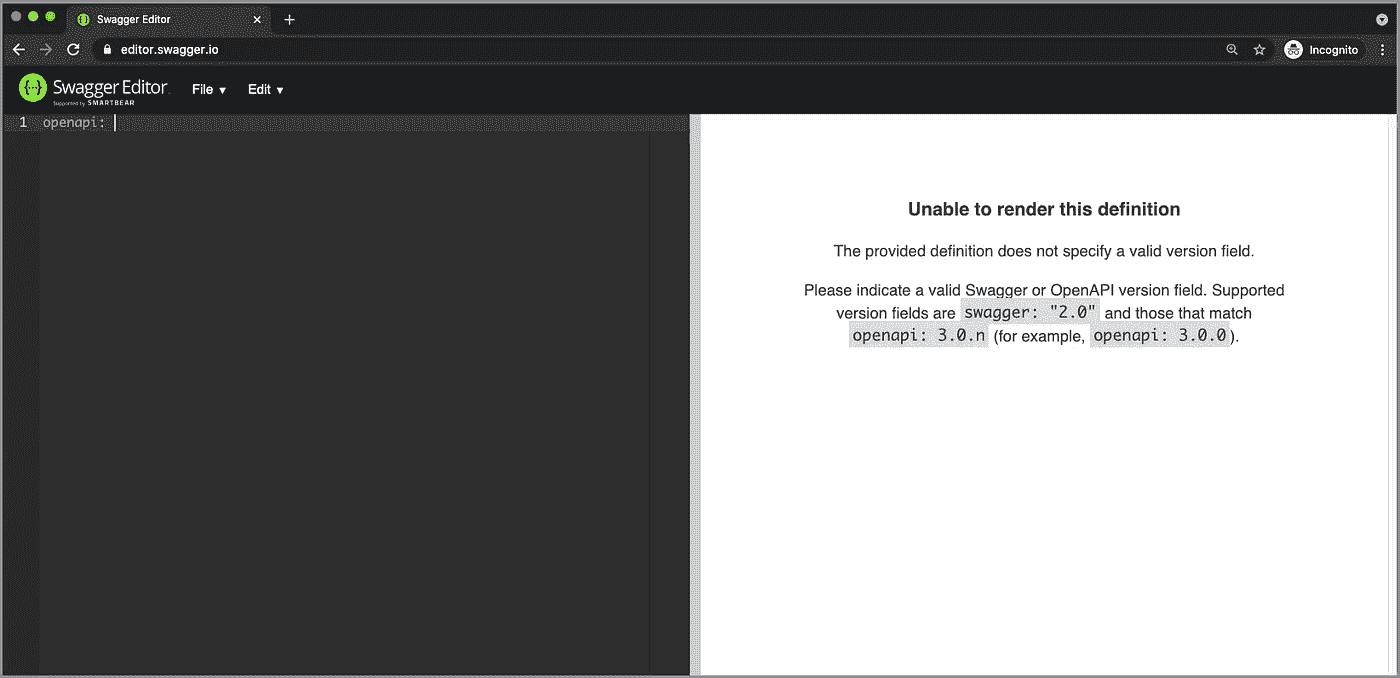 Swagger Editor
editor.swagger.io
Incognito
Swagger Editor
Supported by SMARTBEAR
File
Edit
1 openapi:
Unable to render this definition
The provided definition does not specify a valid version field.
Please indicate a valid Swagger or OpenAPI version field. Supported
version fields are swagger: "2.0" and those that match
openapi: 3.0.n (for example, openapi: 3.0.0).